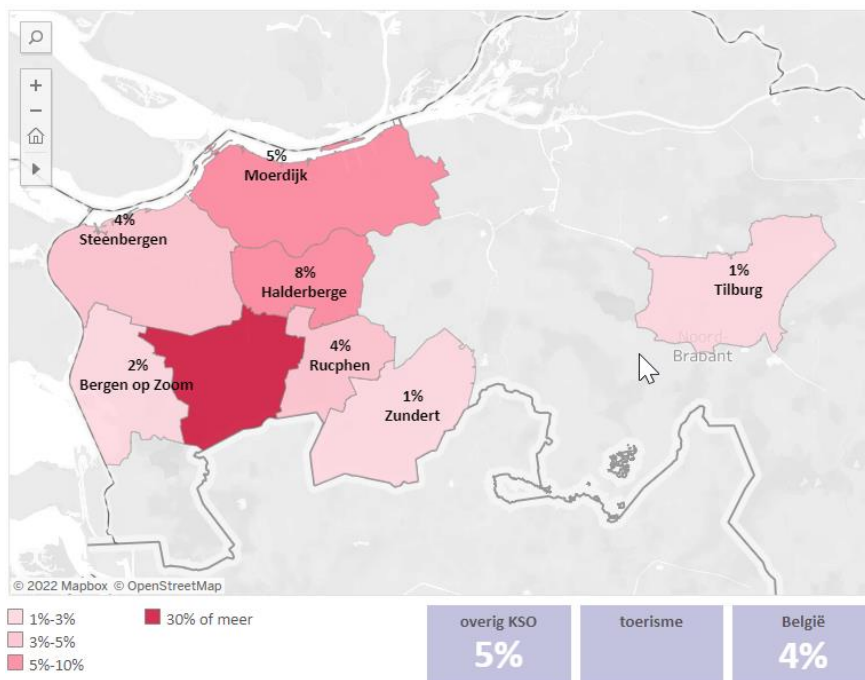 5%
Moerdijk
4%
Steenbergen
8%
Halderberge
1%
Tilburg
2%
Bergen op Zoom
4%
Rucphen
1%
Zundert
Noord
Brabant
© 2022 Mapbox © OpenStreetMap
1%-3%
30% of meer
3%-5%
5%-10%
overig KSO
5%
toerisme
België
4%